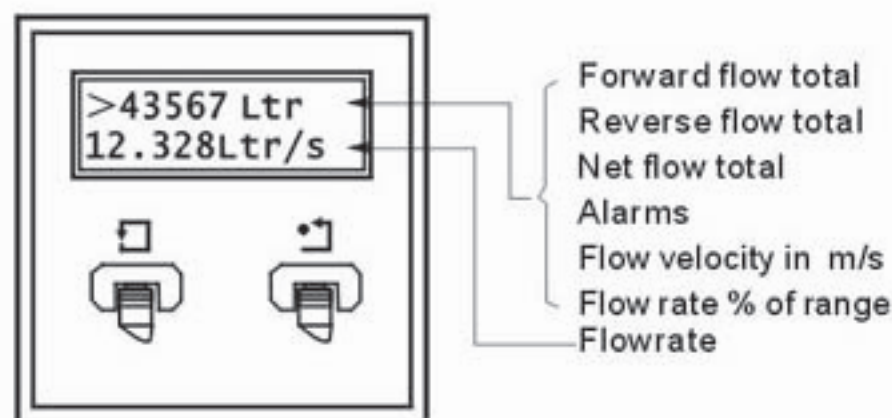 >43567 Ltr
12.328Ltr/s
Forward flow total
Reverse flow total
Net flow total
Alarms
Flow velocity in m/s
Flow rate % of range
Flowrate